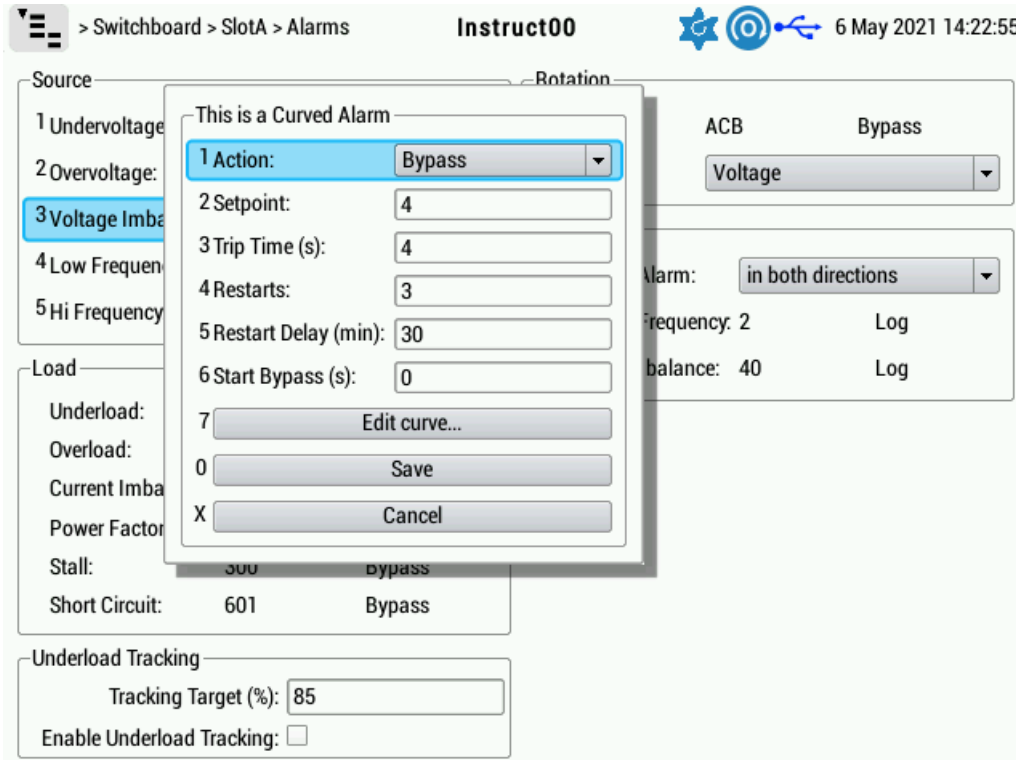 > Switchboard > SlotA > Alarms Instruct00 6 May 2021 14:22:55
Source
1 Undervoltage
2 Overvoltage:
3 Voltage Imba
4 Low Frequen
5 Hi Frequency
This is a Curved Alarm
1 Action: Bypass
2 Setpoint: 4
3 Trip Time (s): 4
4 Restarts: 3
5 Restart Delay (min): 30
6 Start Bypass (s): 0
7 Edit curve...
0 Save
X Cancel
Rotation
ACB Bypass
Voltage
Alarm: in both directions
Frequency: 2 Log
balance: 40 Log
Load
Underload:
Overload:
Current Imba
Power Factor
Stall: 300 Bypass
Short Circuit: 601 Bypass
Underload Tracking
Tracking Target (%): 85
Enable Underload Tracking: